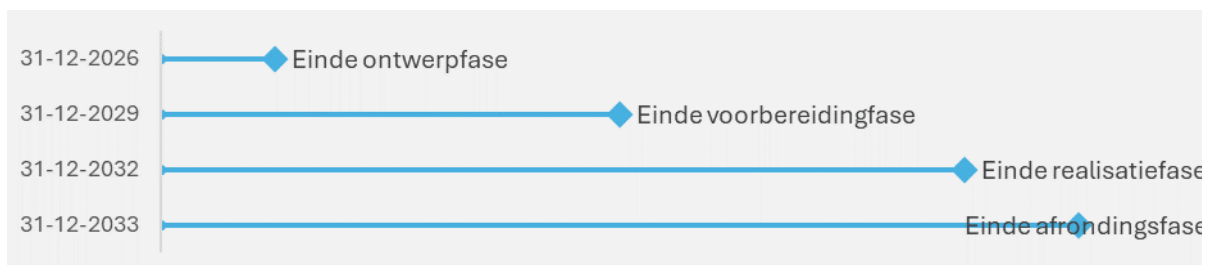 31-12-2026 Einde ontwerpfase
31-12-2029 Einde voorbereidingfase
31-12-2032 Einde realisatiefase
31-12-2033 Einde afrondingsfase